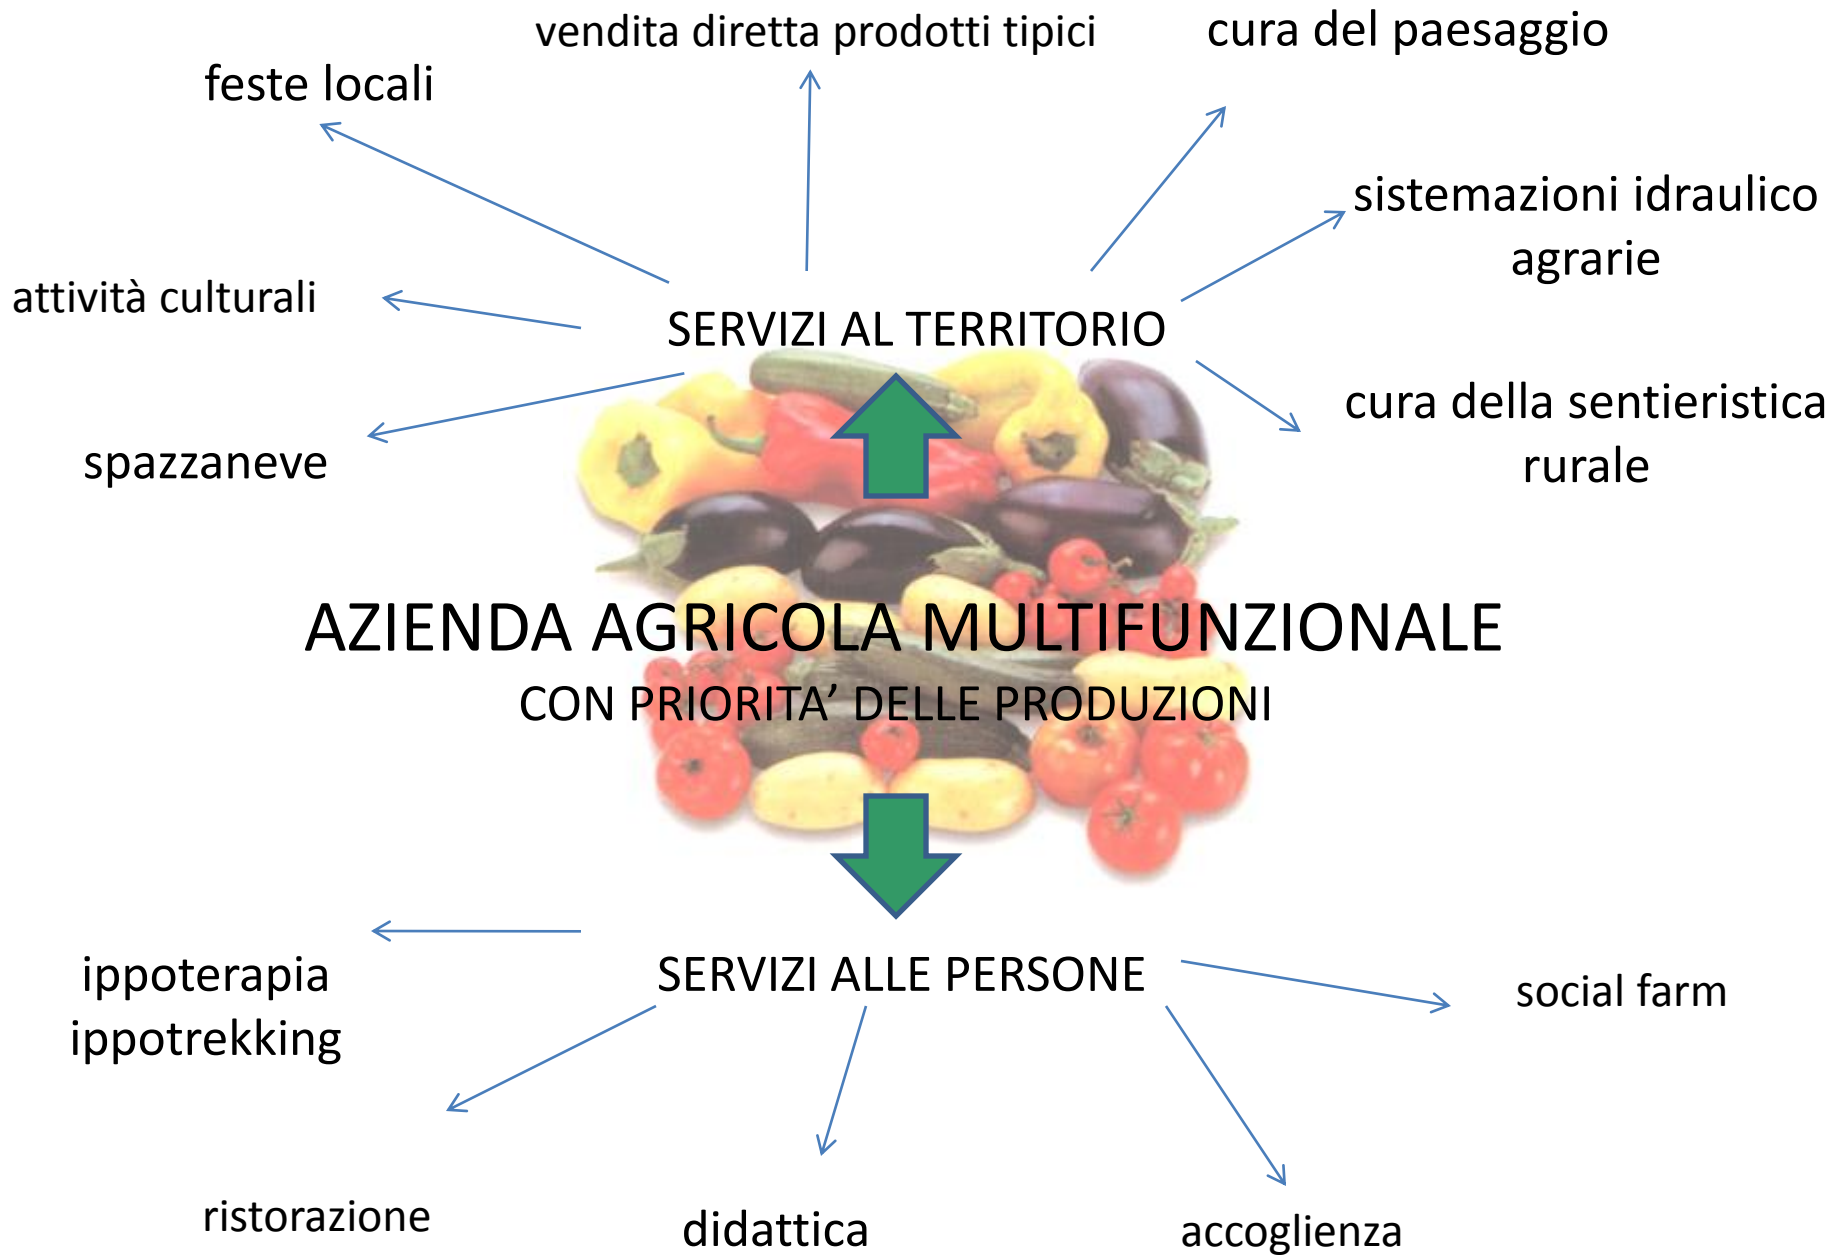 vendita diretta prodotti tipici
cura del paesaggio
feste locali
sistemazioni idraulico
agrarie
attività culturali
SERVIZI AL TERRITORIO
cura della sentieristica
rurale
spazzaneve
AZIENDA AGRICOLA MULTIFUNZIONALE
CON PRIORITA’ DELLE PRODUZIONI
ippoterapia
ippotrekking
SERVIZI ALLE PERSONE
social farm
ristorazione
didattica
accoglienza